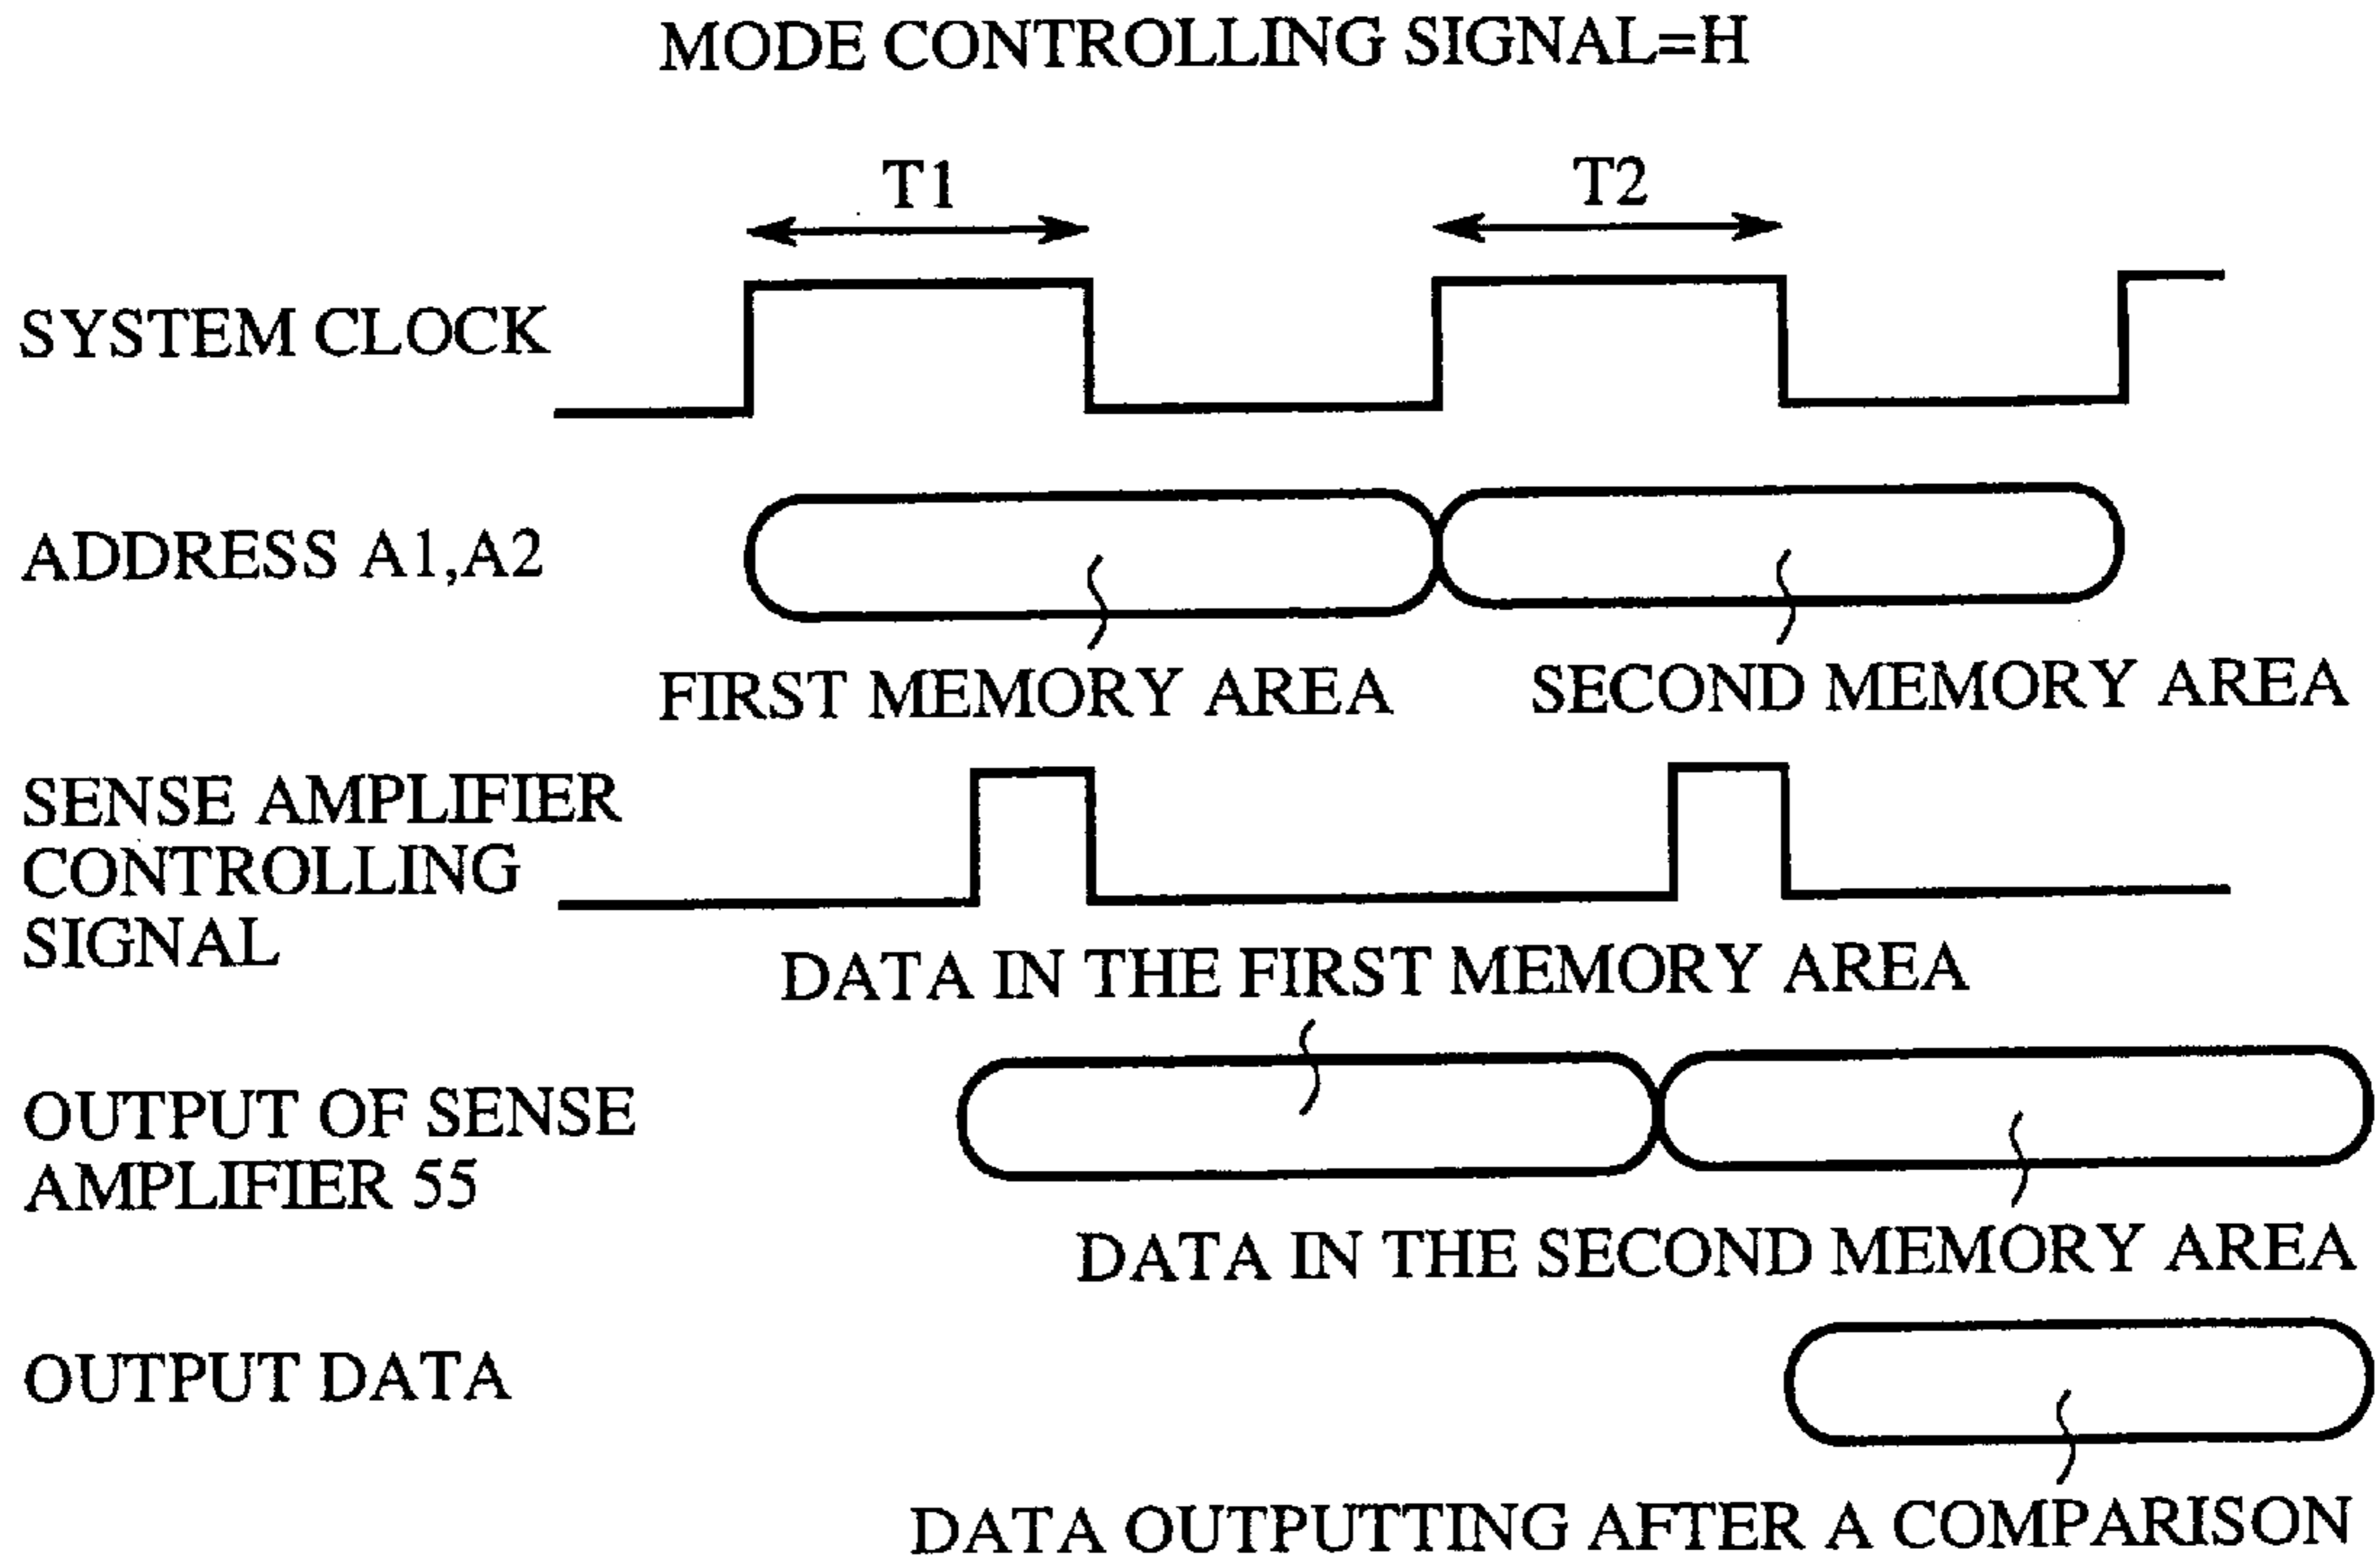 MODE CONTROLLING SIGNAL=H
T1
T2
SYSTEM CLOCK
ADDRESS A1,A2
FIRST MEMORY AREA
SECOND MEMORY AREA
SENSE AMPLIFIER
CONTROLLING
SIGNAL
DATA IN THE FIRST MEMORY AREA
OUTPUT OF SENSE
AMPLIFIER 55
DATA IN THE SECOND MEMORY AREA
OUTPUT DATA
DATA OUTPUTTING AFTER A COMPARISON